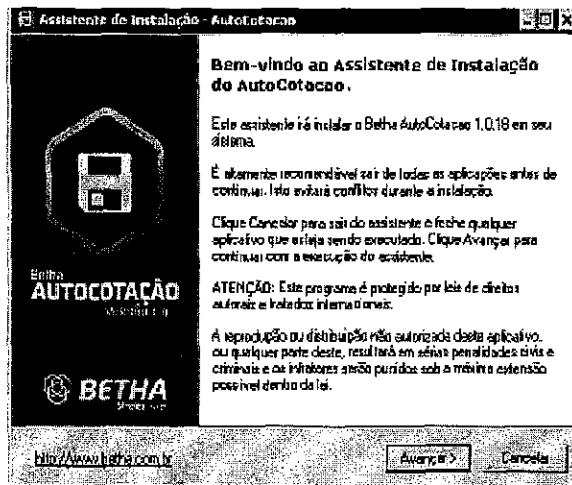 Assistente de Instalação - AutoCotacao
Bem-vindo ao Assistente de Instalação
do AutoCotacao.
Este assistente irá instalar o Betha AutoCotacao 1.0.18 em seu
sistema.
É altamente recomendável sair de todas as aplicações antes de
continuar. Isto evitará conflitos durante a instalação.
Clique Cancelar para sair do assistente e feche qualquer
aplicativo que esteja sendo executado. Clique Avançar para
continuar com a execução do assistente.
ATENÇÃO: Este programa é protegido por leis de direitos
autorais e tratados internacionais.
A reprodução ou distribuição não autorizada deste aplicativo,
ou qualquer parte deste, resultará em sérias penalidades civis e
criminais e os infratores serão punidos sob a máxima extensão
possível dentro da lei.
Betha
AUTOCOTAÇÃO
BETHA
http://www.betha.com.br
Avançar >
Cancelar